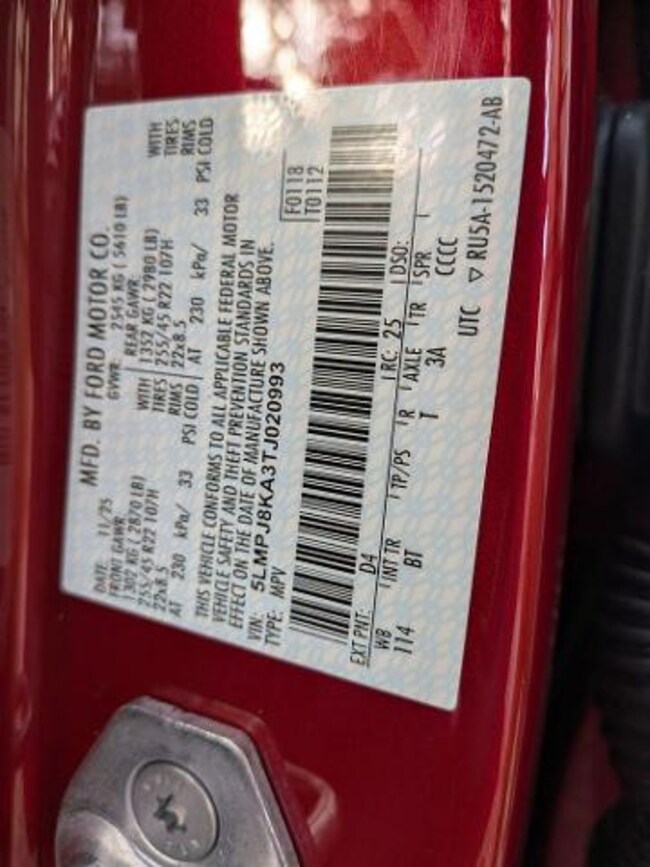 MFD. BY FORD MOTOR CO.
DATE: 11/25 GVWR: 2545 KG ( 5610 LB)
FRONT GAWR: REAR GAWR:
1302 KG ( 2870 LB) WITH 1352 KG ( 2980 LB) WITH
255/45 R22 107H TIRES 255/45 R22 107H TIRES
22x8.5 RIMS 22x8.5 RIMS
AT 230 kPa/ 33 PSI COLD AT 230 kPa/ 33 PSI COLD
THIS VEHICLE CONFORMS TO ALL APPLICABLE FEDERAL MOTOR
VEHICLE SAFETY AND THEFT PREVENTION STANDARDS IN
EFFECT ON THE DATE OF MANUFACTURE SHOWN ABOVE.
VIN: 5LMPJ8KA3TJ020993
TYPE: MPV
F0118
T0112
EXT PNT: D4 RC: 25 DSO:
WB INT TR TP/PS R AXLE TR SPR
114 BT T 3A CCCC
UTC ▽ RU5A-1520472-AB